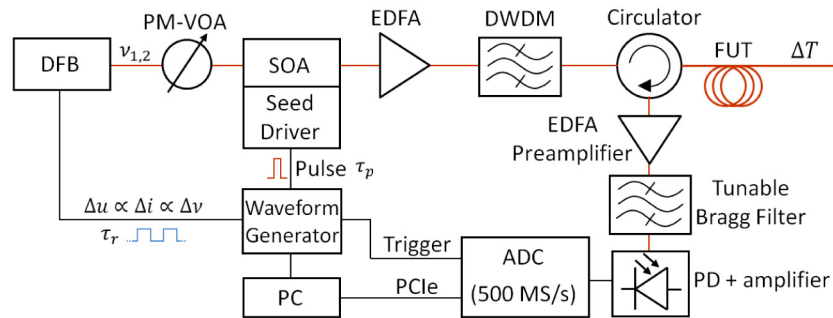 DFB
ν1,2
PM-VOA
SOA
Seed
Driver
EDFA
DWDM
Circulator
FUT
ΔT
EDFA
Preamplifier
Pulse τp
Δu ∝ Δi ∝ Δν
τr
Waveform
Generator
Trigger
PC
PCIe
ADC
(500 MS/s)
Tunable
Bragg Filter
PD + amplifier